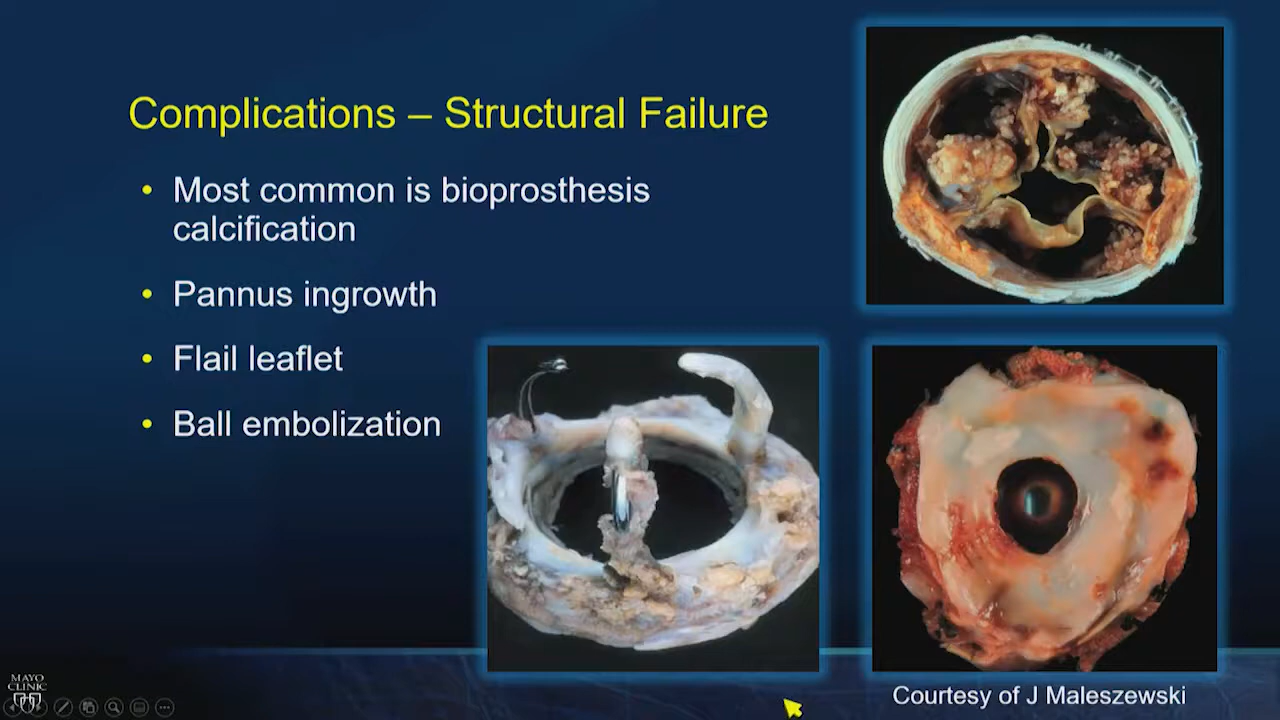 Complications – Structural Failure
• Most common is bioprosthesis
calcification
• Pannus ingrowth
• Flail leaflet
• Ball embolization
MAYO
CLINIC
Courtesy of J Maleszewski